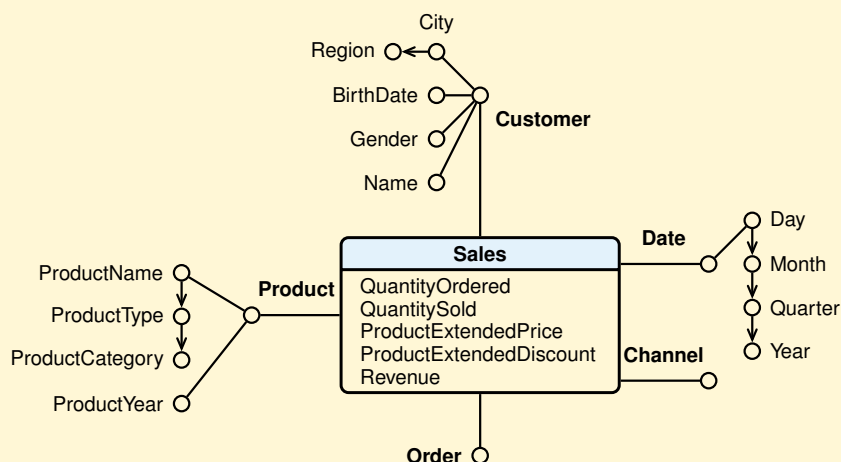 City
Region
BirthDate
Customer
Gender
Name
Day
Date
Sales
Month
ProductName
Product
QuantityOrdered
QuantitySold
Quarter
ProductType
ProductExtendedPrice
ProductExtendedDiscount
Channel
Year
ProductCategory
Revenue
ProductYear
Order